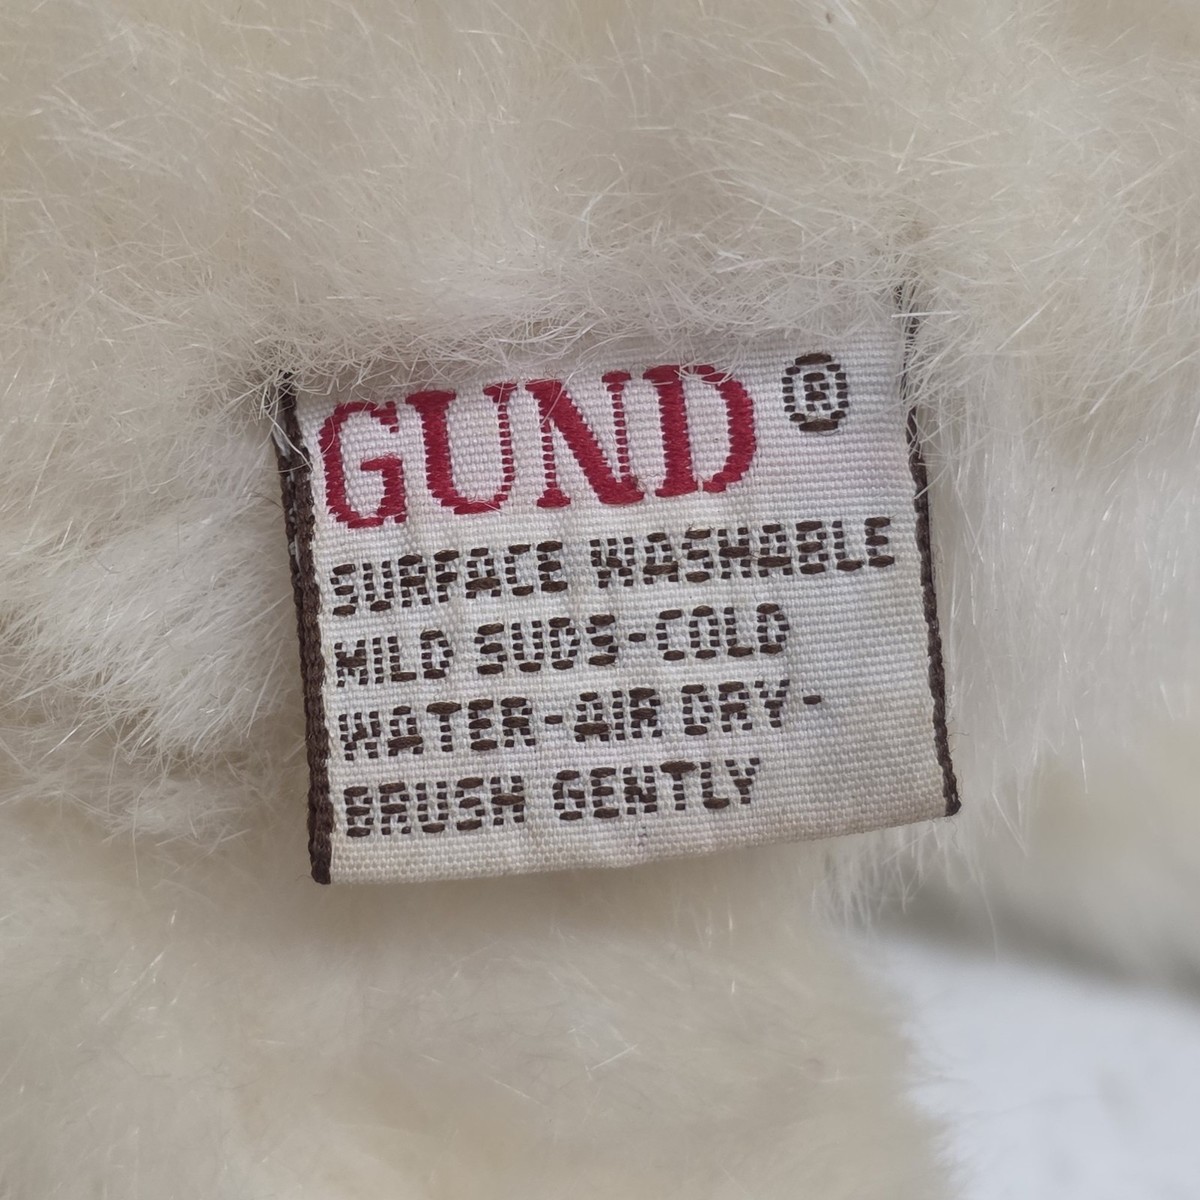 GUND ®
SURFACE WASHABLE
MILD SUDS-COLD
WATER-AIR DRY-
BRUSH GENTLY